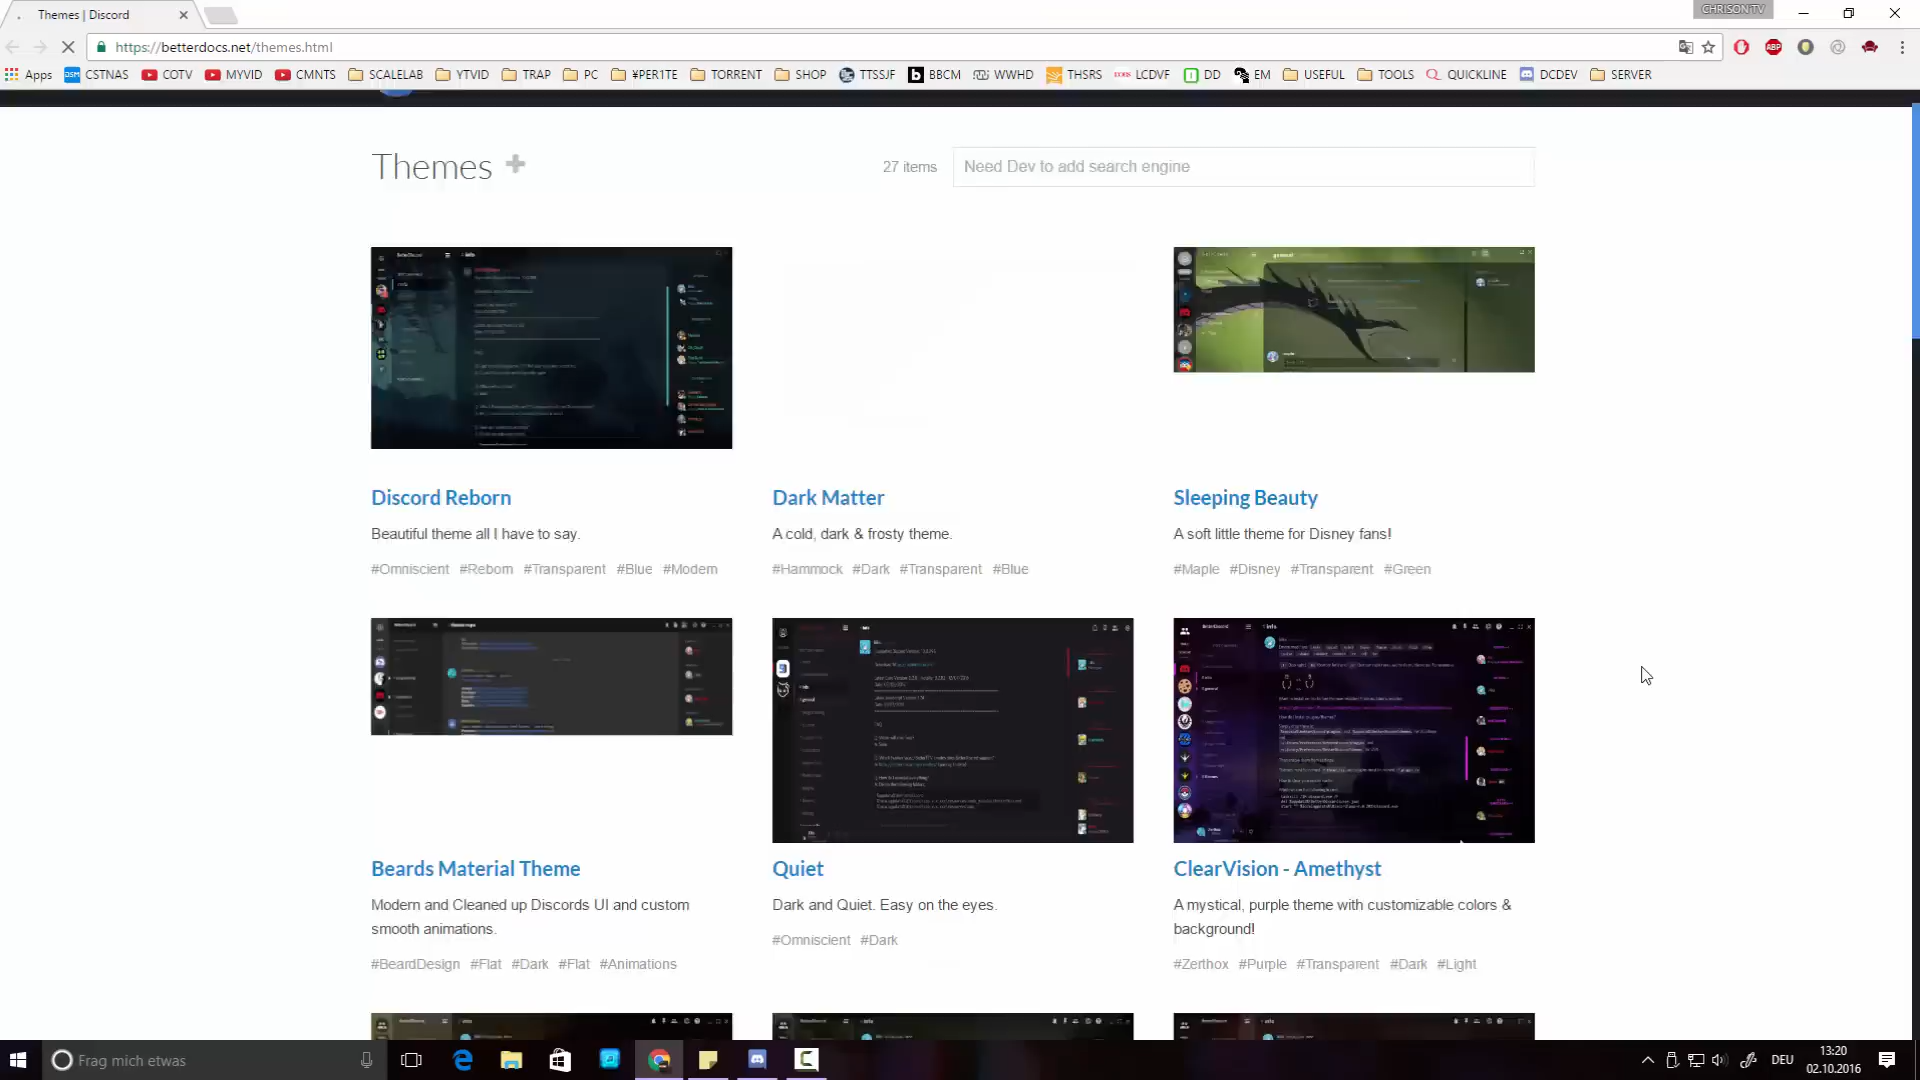 Themes | Discord
CHRISONTV
https://betterdocs.net/themes.html
Apps CSTNAS COTV MYVID CMNTS SCALELAB YTVID TRAP PC ¥PER1TE TORRENT SHOP TTSSJF BBCM WWHD THSRS LCDVF DD EM USEFUL TOOLS QUICKLINE DCDEV SERVER
Themes +
27 items
Need Dev to add search engine
Discord Reborn
Beautiful theme all I have to say.
#Omniscient #Reborn #Transparent #Blue #Modern
Dark Matter
A cold, dark & frosty theme.
#Hammock #Dark #Transparent #Blue
Sleeping Beauty
A soft little theme for Disney fans!
#Maple #Disney #Transparent #Green
Beards Material Theme
Modern and Cleaned up Discords UI and custom
smooth animations.
#BeardDesign #Flat #Dark #Flat #Animations
Quiet
Dark and Quiet. Easy on the eyes.
#Omniscient #Dark
ClearVision - Amethyst
A mystical, purple theme with customizable colors &
background!
#Zerthox #Purple #Transparent #Dark #Light
Frag mich etwas
DEU
13:20
02.10.2016